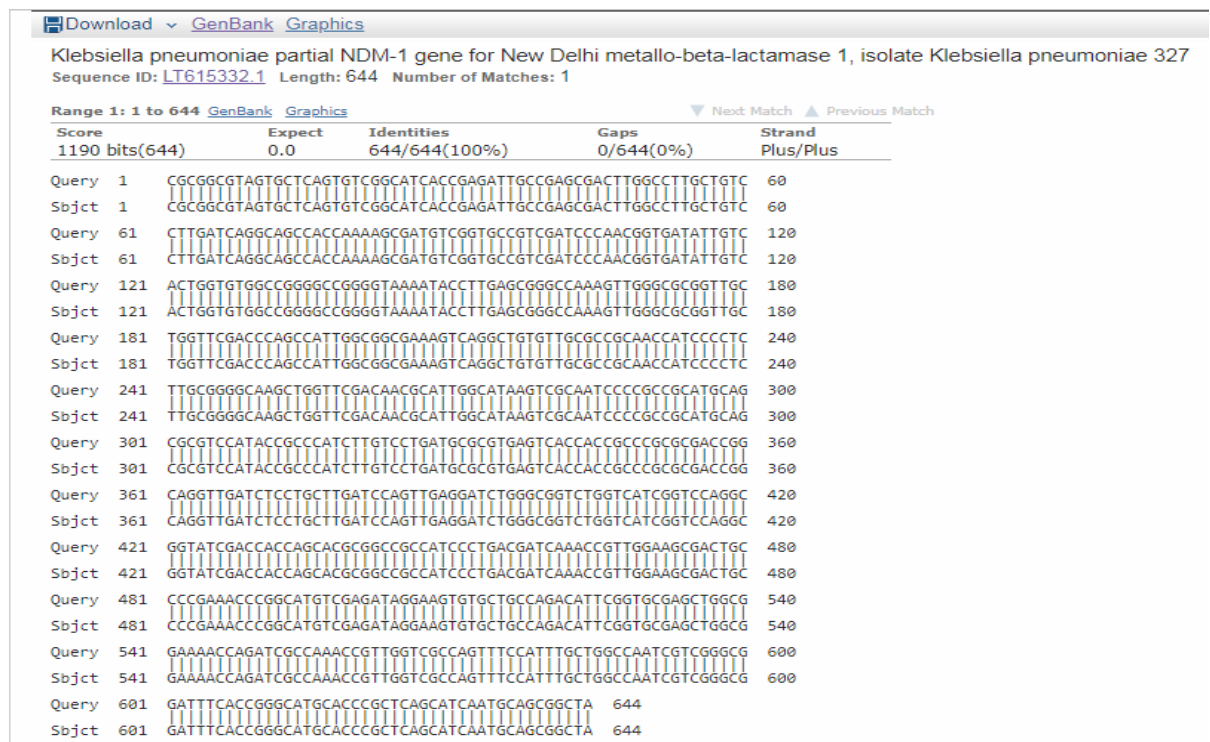 Download GenBank Graphics
Klebsiella pneumoniae partial NDM-1 gene for New Delhi metallo-beta-lactamase 1, isolate Klebsiella pneumoniae 327
Sequence ID: LT615332.1 Length: 644 Number of Matches: 1
Range 1: 1 to 644 GenBank Graphics Next Match Previous Match
Score Expect Identities Gaps Strand
1190 bits(644) 0.0 644/644(100%) 0/644(0%) Plus/Plus
Query 1 CGCGGCGTAGTGCTCAGTGTCGGCATCACCGAGATTGCCGAGCGACTTGGCCTTGCTGTC 60
Sbjct 1 CGCGGCGTAGTGCTCAGTGTCGGCATCACCGAGATTGCCGAGCGACTTGGCCTTGCTGTC 60
Query 61 CTTGATCAGGCAGCCACCAAAAGCGATGTCGGTGCCGTCGATCCCAACGGTGATATTGTC 120
Sbjct 61 CTTGATCAGGCAGCCACCAAAAGCGATGTCGGTGCCGTCGATCCCAACGGTGATATTGTC 120
Query 121 ACTGGTGTGGCCGGGGCCGGGGTAAAATACCTTGAGCGGGCCAAAGTTGGGCGCGGTTGC 180
Sbjct 121 ACTGGTGTGGCCGGGGCCGGGGTAAAATACCTTGAGCGGGCCAAAGTTGGGCGCGGTTGC 180
Query 181 TGGTTCGACCCAGCCATTGGCGGCGAAAGTCAGGCTGTGTTGCGCCGCAACCATCCCCTC 240
Sbjct 181 TGGTTCGACCCAGCCATTGGCGGCGAAAGTCAGGCTGTGTTGCGCCGCAACCATCCCCTC 240
Query 241 TTGCGGGGCAAGCTGGTTCGACAACGCATTGGCATAAGTCGCAATCCCCGCCGCATGCAG 300
Sbjct 241 TTGCGGGGCAAGCTGGTTCGACAACGCATTGGCATAAGTCGCAATCCCCGCCGCATGCAG 300
Query 301 CGCGTCCATACCGCCCATCTTGTCCTGATGCGCGTGAGTCACCACCGCCCGCGCGACCGG 360
Sbjct 301 CGCGTCCATACCGCCCATCTTGTCCTGATGCGCGTGAGTCACCACCGCCCGCGCGACCGG 360
Query 361 CAGGTTGATCTCCTGCTTGATCCAGTTGAGGATCTGGGCGGTCTGGTCATCGGTCCAGGC 420
Sbjct 361 CAGGTTGATCTCCTGCTTGATCCAGTTGAGGATCTGGGCGGTCTGGTCATCGGTCCAGGC 420
Query 421 GGTATCGACCACCAGCACGCGGCCGCCATCCCTGACGATCAAACCGTTGGAAGCGACTGC 480
Sbjct 421 GGTATCGACCACCAGCACGCGGCCGCCATCCCTGACGATCAAACCGTTGGAAGCGACTGC 480
Query 481 CCCGAAACCCGGCATGTCGAGATAGGAAGTGTGCTGCCAGACATTCGGTGCGAGCTGGCG 540
Sbjct 481 CCCGAAACCCGGCATGTCGAGATAGGAAGTGTGCTGCCAGACATTCGGTGCGAGCTGGCG 540
Query 541 GAAAACCAGATCGCCAAACCGTTGGTCGCCAGTTTCCATTTGCTGGCCAATCGTCGGGCG 600
Sbjct 541 GAAAACCAGATCGCCAAACCGTTGGTCGCCAGTTTCCATTTGCTGGCCAATCGTCGGGCG 600
Query 601 GATTTCACCGGGCATGCACCCGCTCAGCATCAATGCAGCGGCTA 644
Sbjct 601 GATTTCACCGGGCATGCACCCGCTCAGCATCAATGCAGCGGCTA 644